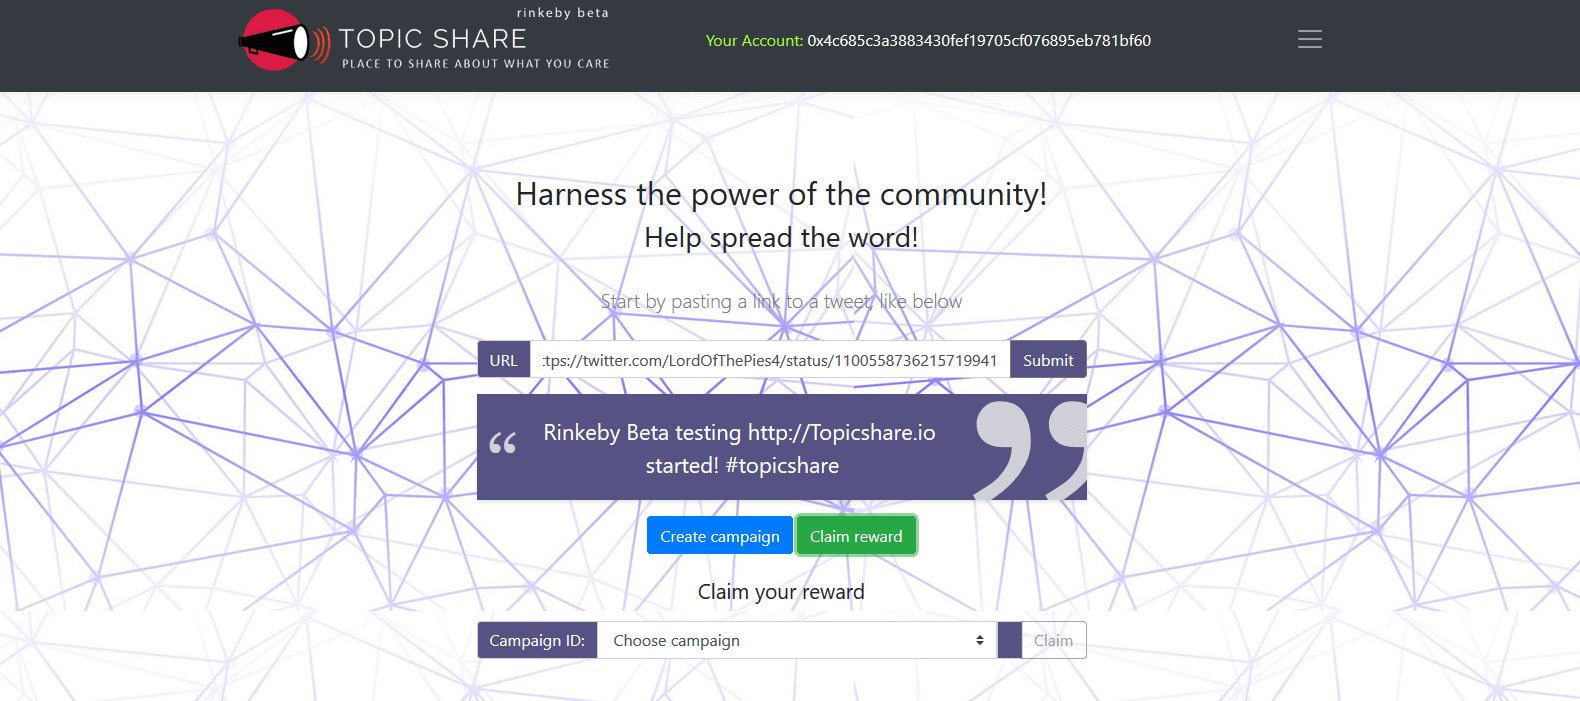 rinkeby beta
TOPIC SHARE
PLACE TO SHARE ABOUT WHAT YOU CARE
Your Account: 0x4c685c3a3883430fef19705cf076895eb781bf60
Harness the power of the community!
Help spread the word!
Start by pasting a link to a tweet, like below
URL ttps://twitter.com/LordOfThePies4/status/1100558736215719941 Submit
“ Rinkeby Beta testing http://Topicshare.io ”
started! #topicshare
Create campaign Claim reward
Claim your reward
Campaign ID: Choose campaign Claim